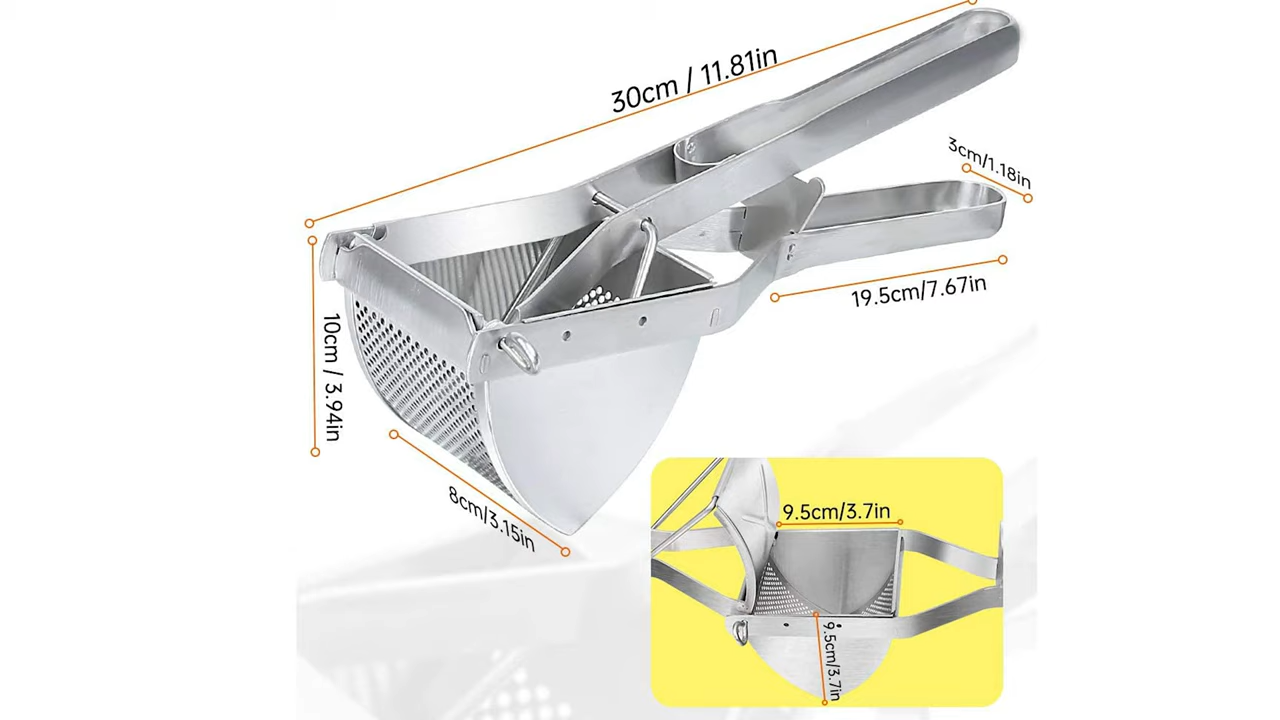 30cm / 11.81in
3cm/1.18in
19.5cm/7.67in
10cm / 3.94in
8cm/3.15in
9.5cm/3.7in
9.5cm/3.7in